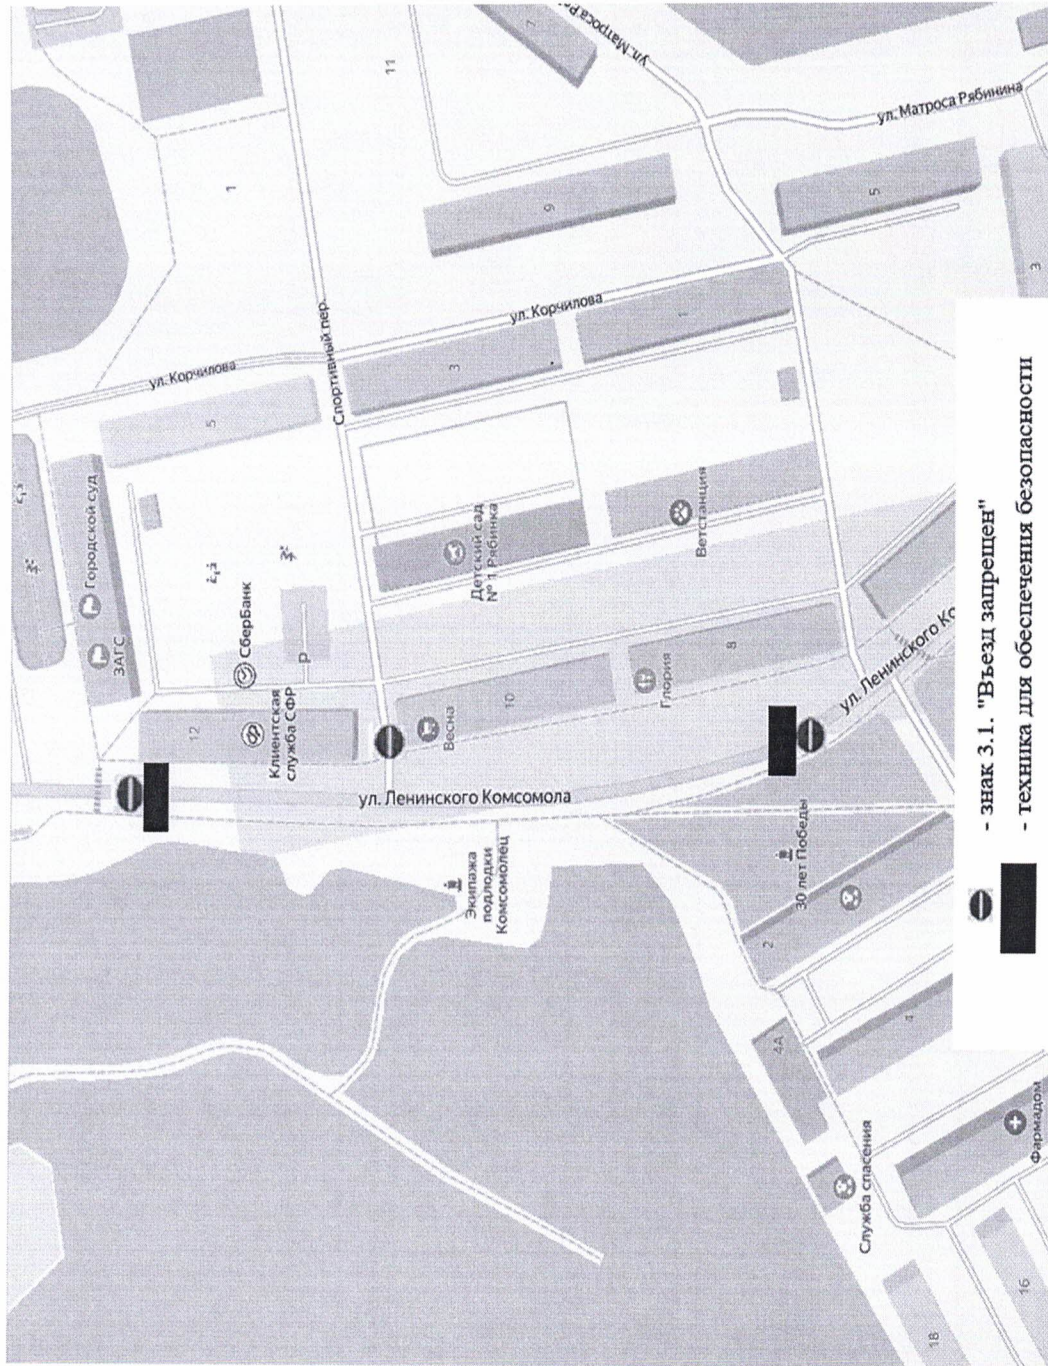 ул. Матроса Ря
7
11
ул. Матроса Рябинина
1
9
5
3
ул. Корчилова
ул. Корчилова
Спортивный пер.
5
3
1
Городской суд
ЗАГС
СберБанк
Клиентская
служба СФР
12
P
Детский сад
№ 1 Рябинка
Ветстанция
Весна
10
Глория
8
ул. Ленинского Комсомола
ул. Ленинского Ко
Экипажа
подлодки
Комсомолец
30 лет Победы
2
4А
4
Служба спасения
Фармадом
18
16
- знак 3.1. "Въезд запрещен"
- техника для обеспечения безопасности